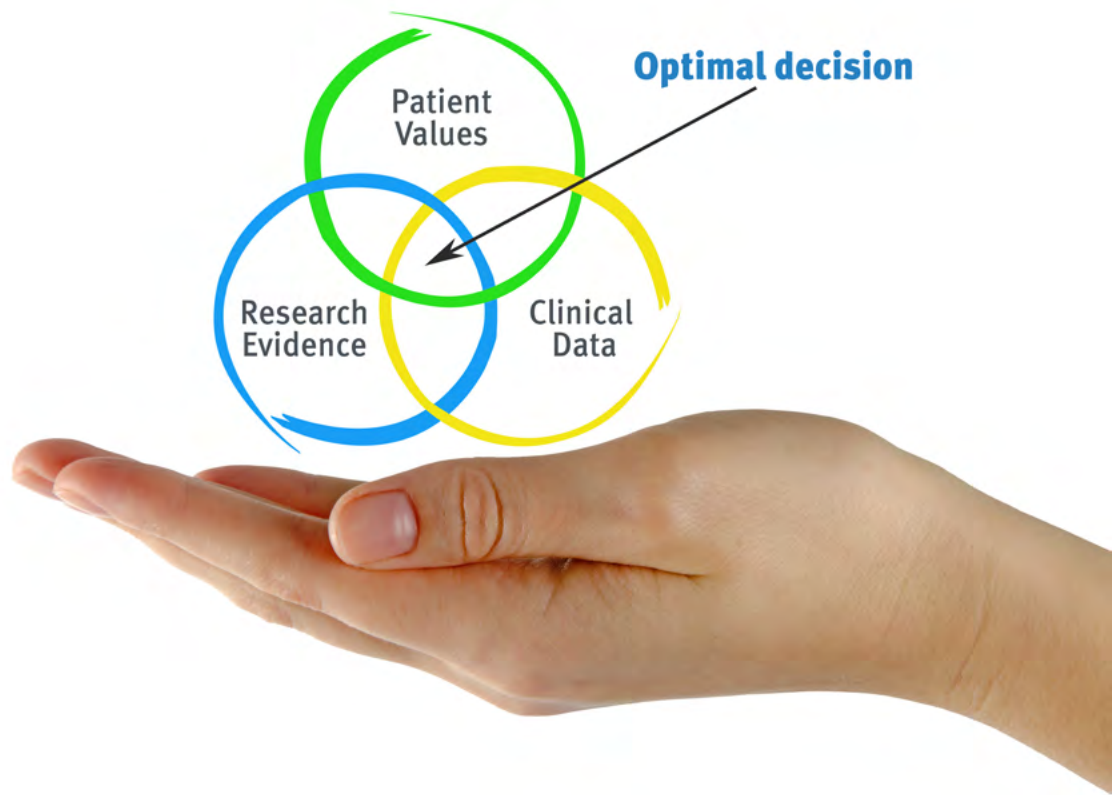 Optimal decision
Patient
Values
Research
Evidence
Clinical
Data